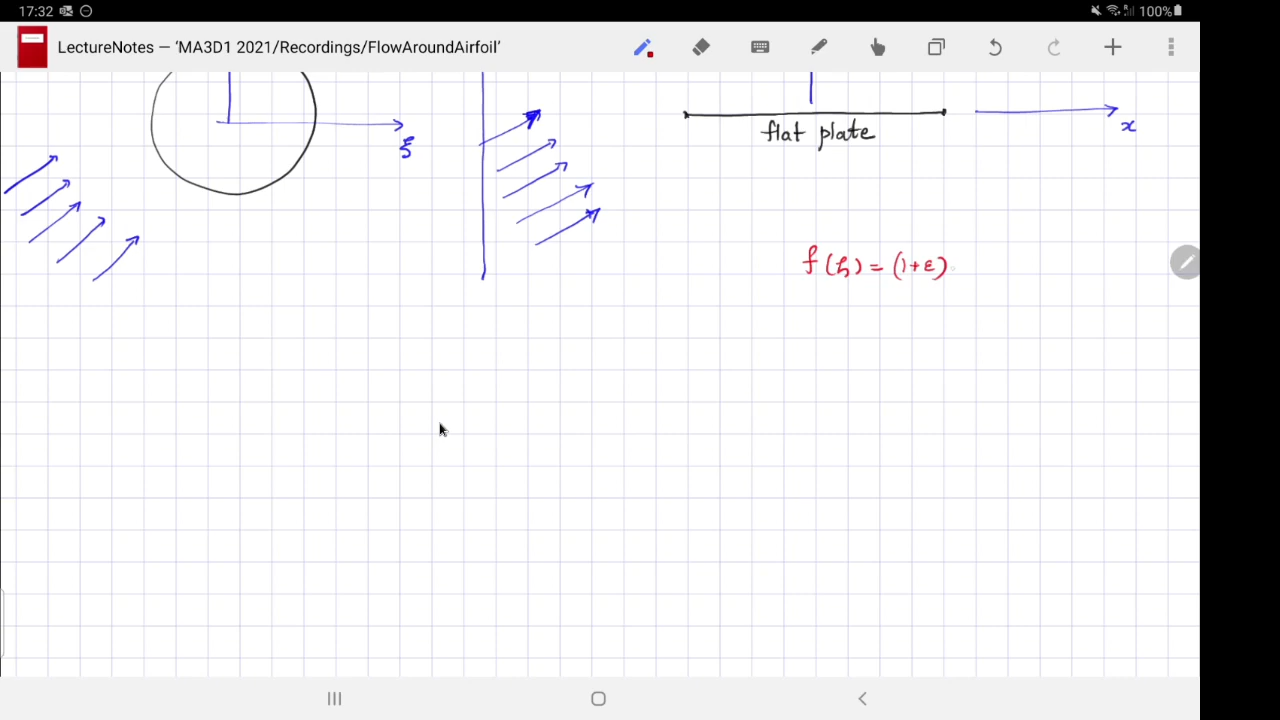 17:32
100%
LectureNotes — ‘MA3D1 2021/Recordings/FlowAroundAirfoil’
ξ
flat plate
x
f(ζ) = (1+ε)